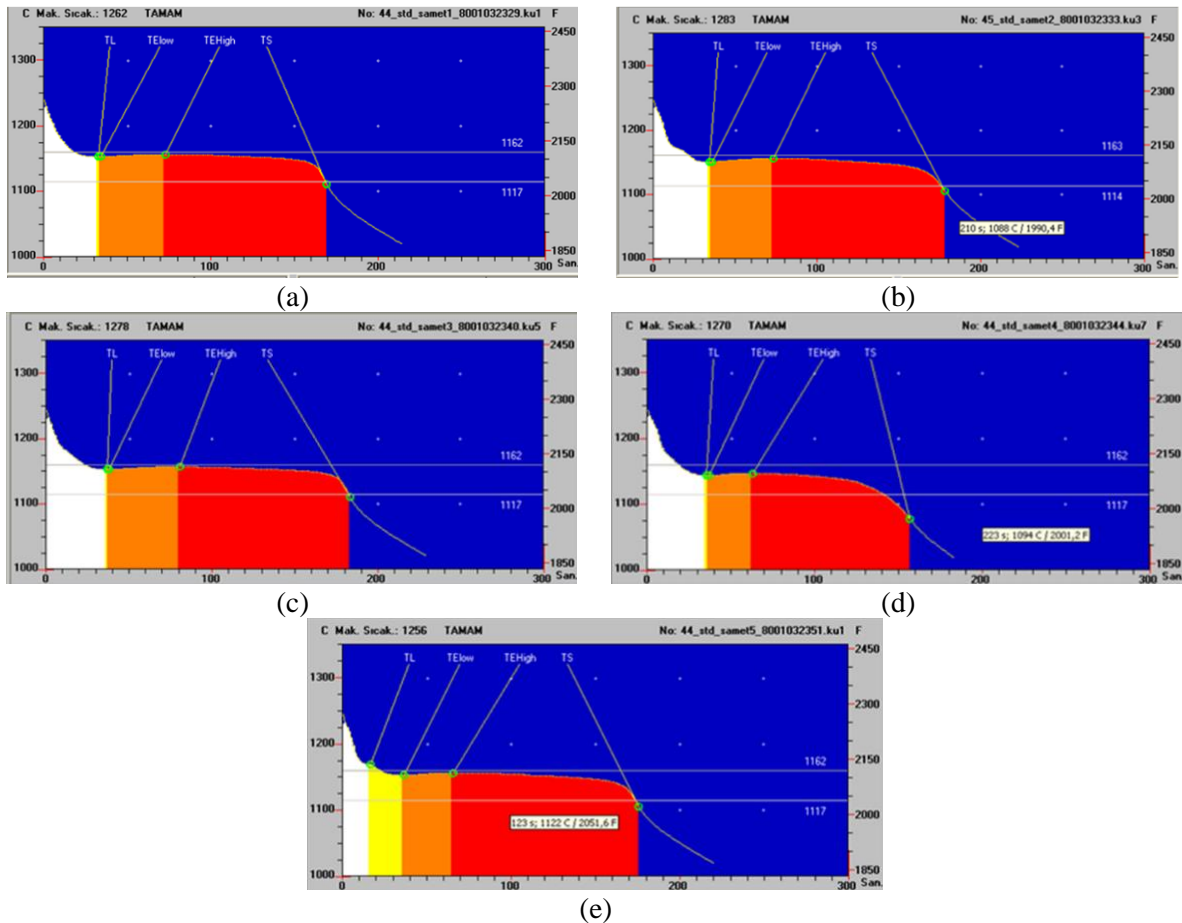 C Mak. Sıcak.: 1262 TAMAM No: 44_std_samet1_8001032329.ku1 F
TL TElow TEHigh TS
1300
1200
1100
1000
1162
1117
2450
2300
2150
2000
1850
0 100 200 300
San.
(a)
C Mak. Sıcak.: 1283 TAMAM No: 45_std_samet2_8001032333.ku3 F
TL TElow TEHigh TS
1300
1200
1100
1000
1163
1114
210 s; 1088 C / 1990,4 F
2450
2300
2150
2000
1850
0 100 200 300
San.
(b)
C Mak. Sıcak.: 1278 TAMAM No: 44_std_samet3_8001032340.ku5 F
TL TElow TEHigh TS
1300
1200
1100
1000
1162
1117
2450
2300
2150
2000
1850
0 100 200 300
San.
(c)
C Mak. Sıcak.: 1270 TAMAM No: 44_std_samet4_8001032344.ku7 F
TL TElow TEHigh TS
1300
1200
1100
1000
1162
1117
223 s; 1094 C / 2001,2 F
2450
2300
2150
2000
1850
0 100 200 300
San.
(d)
C Mak. Sıcak.: 1256 TAMAM No: 44_std_samet5_8001032351.ku1 F
TL TElow TEHigh TS
1300
1200
1100
1000
1162
1117
123 s; 1122 C / 2051,6 F
2450
2300
2150
2000
1850
0 100 200 300
San.
(e)